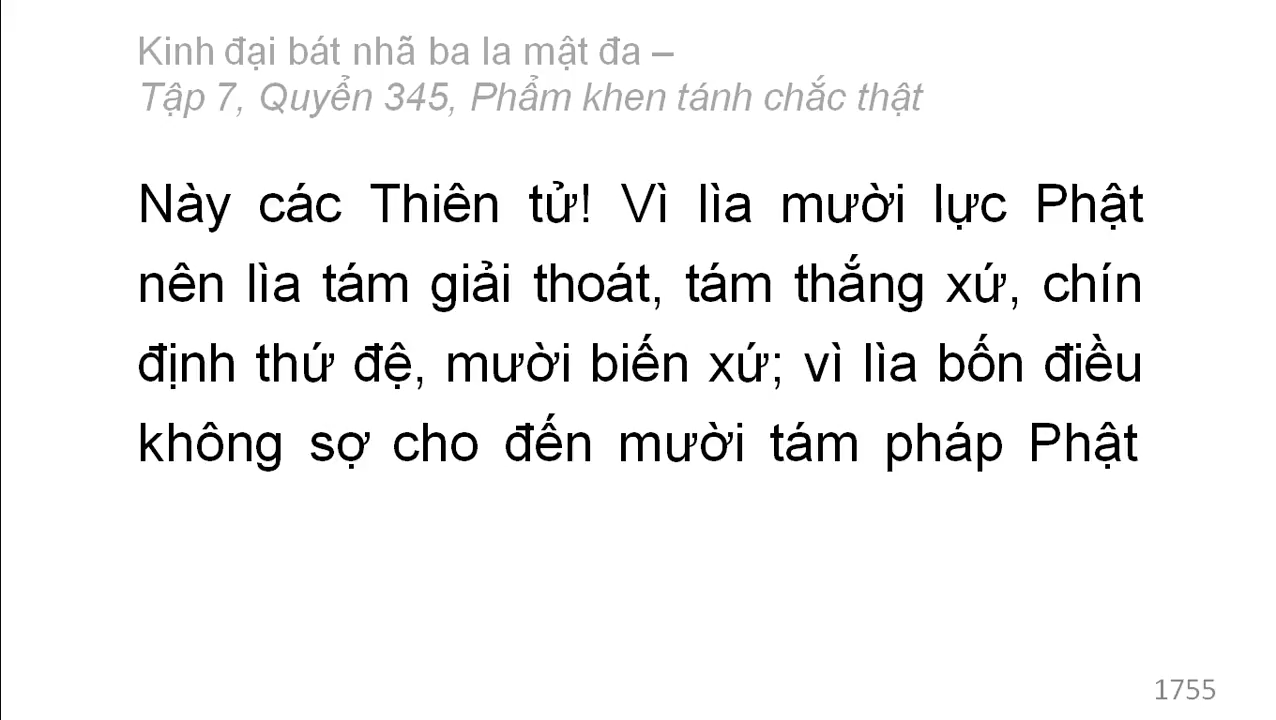 Kinh đại bát nhã ba la mật đa –
Tập 7, Quyển 345, Phẩm khen tánh chắc thật
Này các Thiên tử! Vì lìa mười lực Phật
nên lìa tám giải thoát, tám thắng xứ, chín
định thứ đệ, mười biến xứ; vì lìa bốn điều
không sợ cho đến mười tám pháp Phật
1755